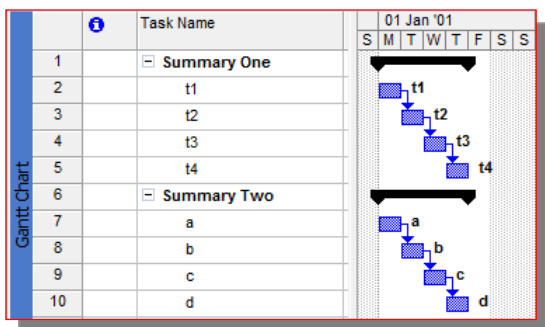 Task Name 01 Jan '01
S M T W T F S S
1 Summary One
2 t1 t1
3 t2 t2
4 t3 t3
5 t4 t4
6 Summary Two
7 a a
8 b b
9 c c
10 d d
Gantt Chart